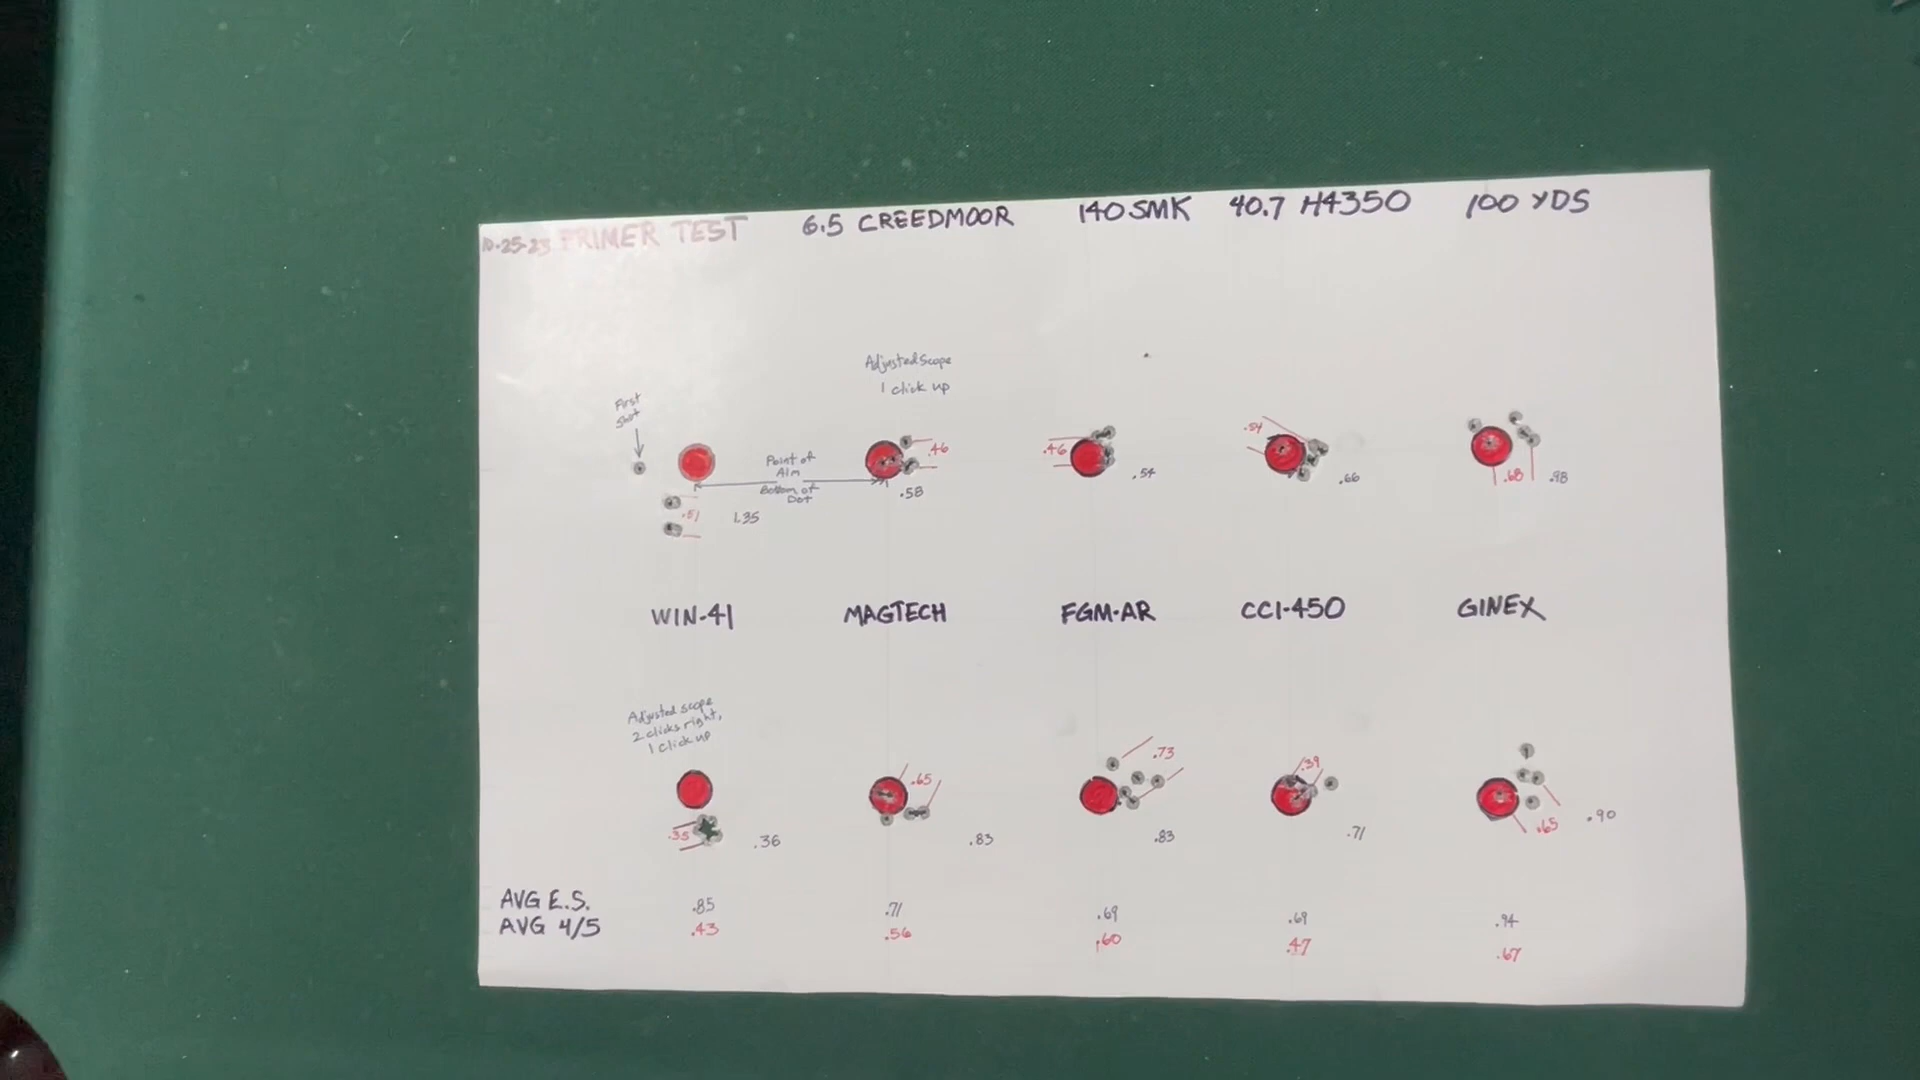 10-25-23 PRIMER TEST 6.5 CREEDMOOR 140 SMK 40.7 H4350 100 YDS
Adjusted Scope
1 click up
First
Shot
Point of
Aim
Bottom of
Dot
.51
1.35
.46
.58
.46
.54
.54
.66
.68
.98
WIN-41 MAGTECH FGM-AR CCI-450 GINEX
Adjusted scope
2 clicks right,
1 click up
.35
.36
.65
.83
.73
.83
.39
.71
.65
.90
AVG E.S. .85 .71 .69 .69 .94
AVG 4/5 .43 .56 .60 .47 .67